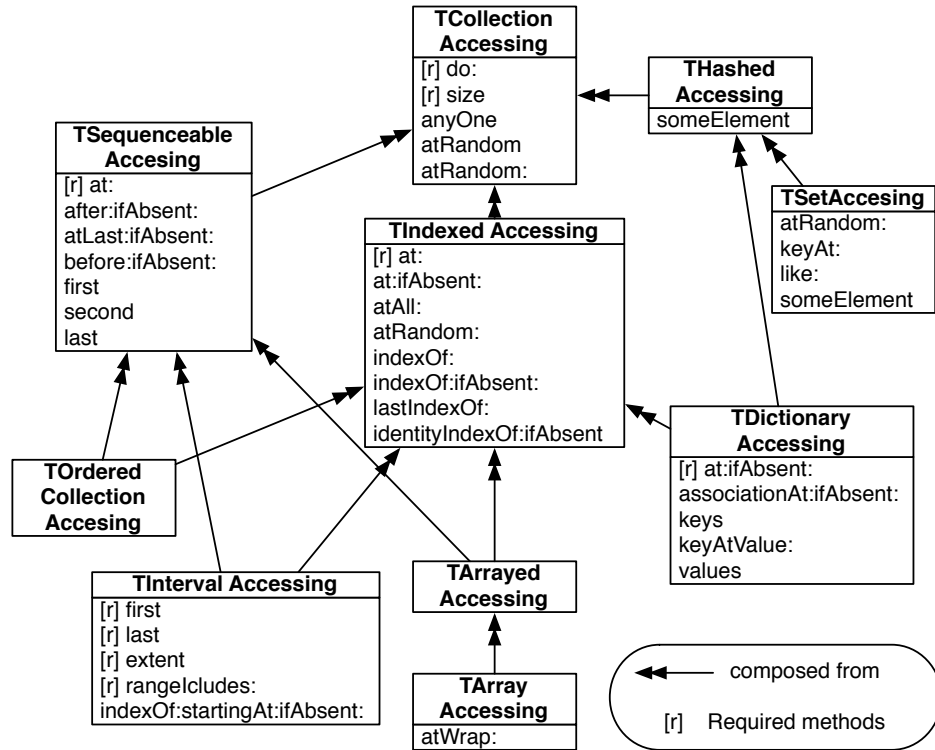 TCollection
Accessing
[r] do:
[r] size
anyOne
atRandom
atRandom:
THashed
Accessing
someElement
TSequenceable
Accesing
[r] at:
after:ifAbsent:
atLast:ifAbsent:
before:ifAbsent:
first
second
last
TIndexed Accessing
[r] at:
at:ifAbsent:
atAll:
atRandom:
indexOf:
indexOf:ifAbsent:
lastIndexOf:
identityIndexOf:ifAbsent
TSetAccesing
atRandom:
keyAt:
like:
someElement
TDictionary
Accessing
[r] at:ifAbsent:
associationAt:ifAbsent:
keys
keyAtValue:
values
TOrdered
Collection
Accesing
TInterval Accessing
[r] first
[r] last
[r] extent
[r] rangeIcludes:
indexOf:startingAt:ifAbsent:
TArrayed
Accessing
TArray
Accessing
atWrap:
composed from
[r] Required methods